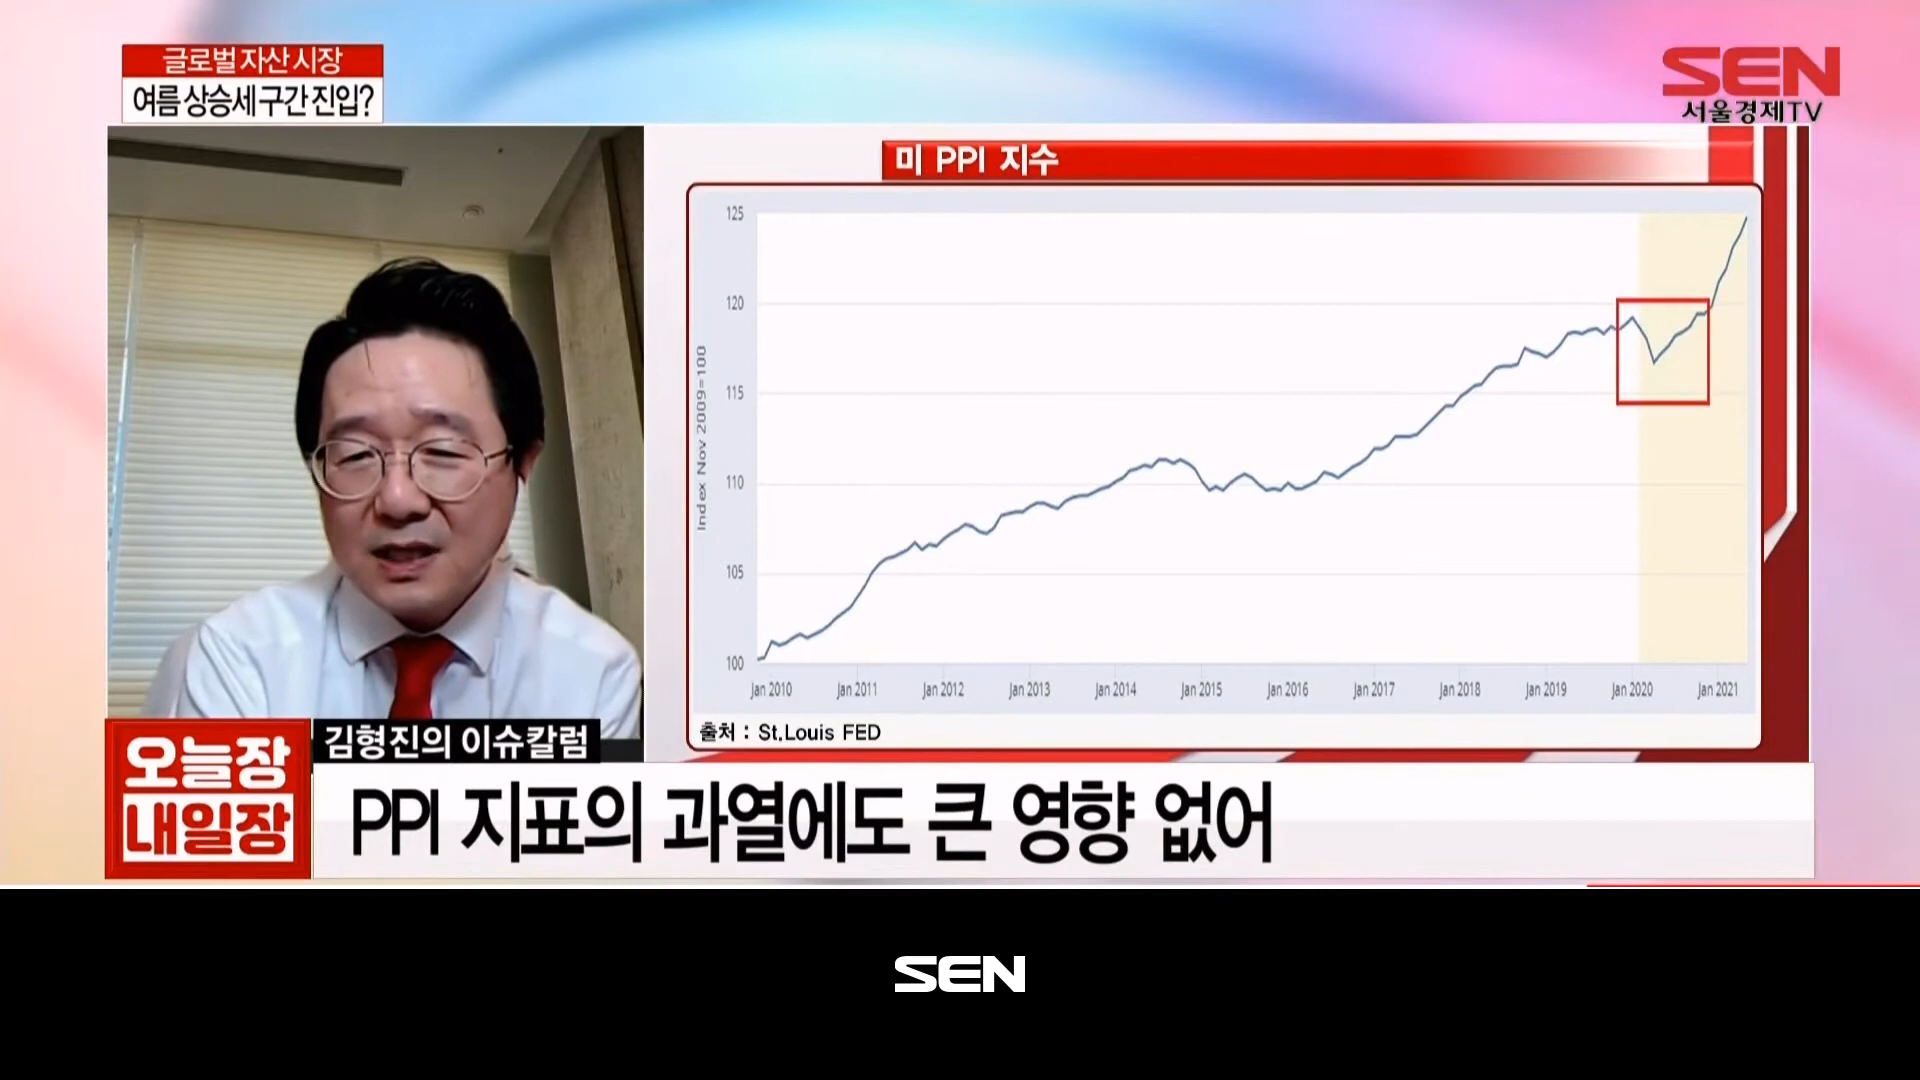 글로벌 자산 시장
여름 상승세 구간 진입?
SEN
서울경제TV
미 PPI 지수
125
120
115
110
105
100
Index Nov 2009=100
Jan 2010 Jan 2011 Jan 2012 Jan 2013 Jan 2014 Jan 2015 Jan 2016 Jan 2017 Jan 2018 Jan 2019 Jan 2020 Jan 2021
출처 : St.Louis FED
오늘장
내일장
김형진의 이슈칼럼
PPI 지표의 과열에도 큰 영향 없어
SEN